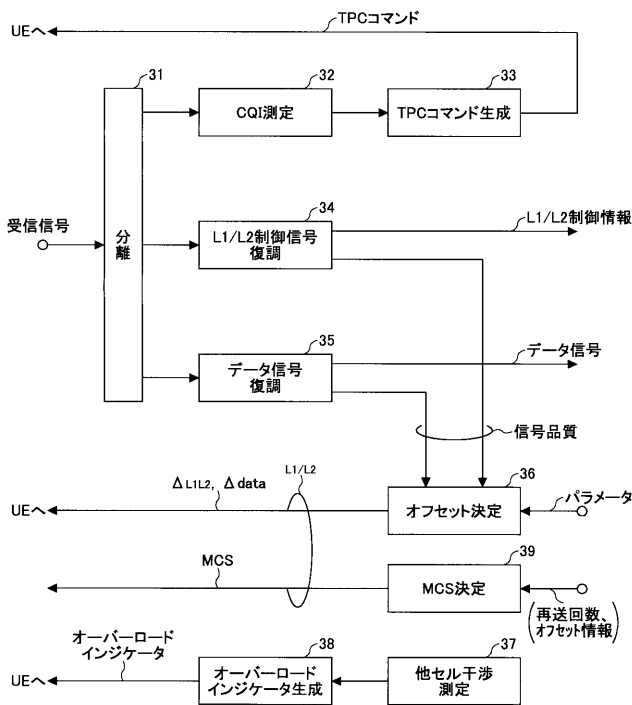 TPCコマンド
UEへ
31
32
33
CQI測定
TPCコマンド生成
受信信号
分離
34
L1/L2制御信号
復調
L1/L2制御情報
35
データ信号
復調
データ信号
信号品質
L1/L2
36
ΔL1L2, Δdata
UEへ
オフセット決定
パラメータ
39
MCS
MCS決定
(再送回数、
オフセット情報)
オーバーロード
インジケータ
38
37
UEへ
オーバーロード
インジケータ生成
他セル干渉
測定